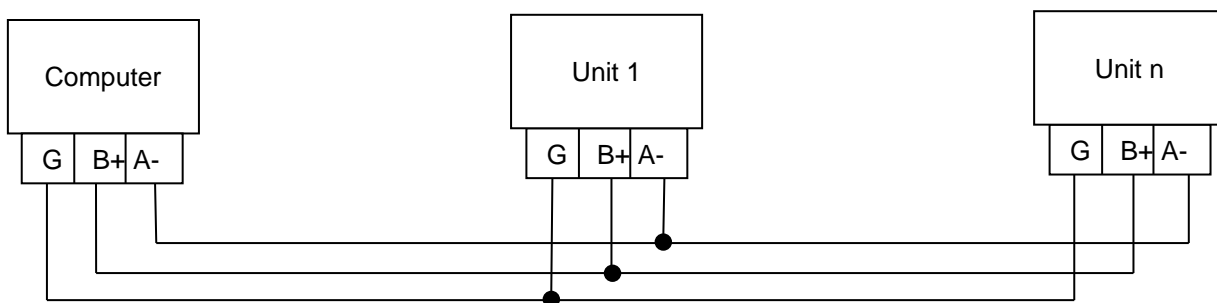 Computer
G B+ A-
Unit 1
G B+ A-
Unit n
G B+ A-